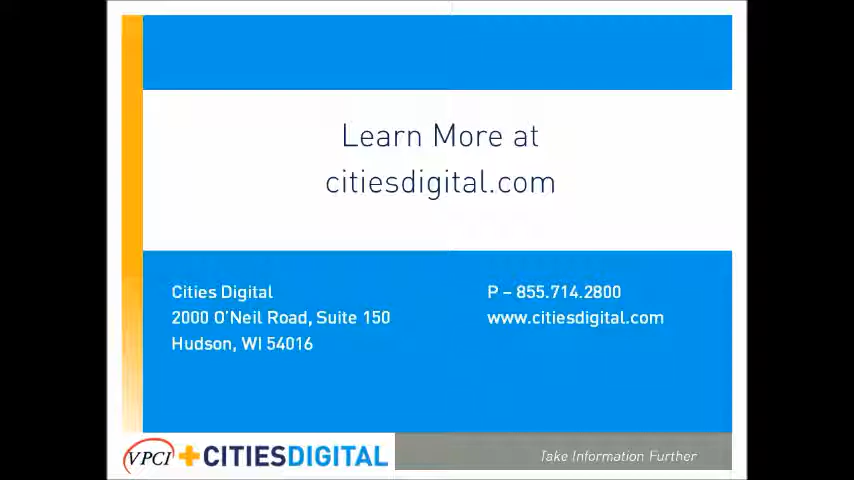 Learn More at
citiesdigital.com
Cities Digital
2000 O'Neil Road, Suite 150
Hudson, WI 54016
P – 855.714.2800
www.citiesdigital.com
VPCI + CITIESDIGITAL
Take Information Further